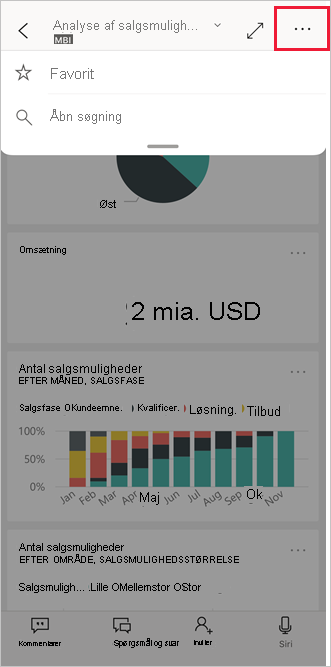 Analyse af salgsmuligh...
MBI
Favorit
Åbn søgning
Øst
Omsætning
2 mia. USD
Antal salgsmuligheder
EFTER MÅNED, SALGSFASE
Salgsfase OKundeemne. Kvalificer. Løsning. Tilbud
100%
50%
0%
Jan Feb Mar Apr Maj Jun Jul Aug Sep Ok Nov
Antal salgsmuligheder
EFTER OMRÅDE, SALGSMULIGHEDSSTØRRELSE
Salgsmuligh... Lille OMellemstor OStor
Kommentarer Spørgsmål og svar Siri